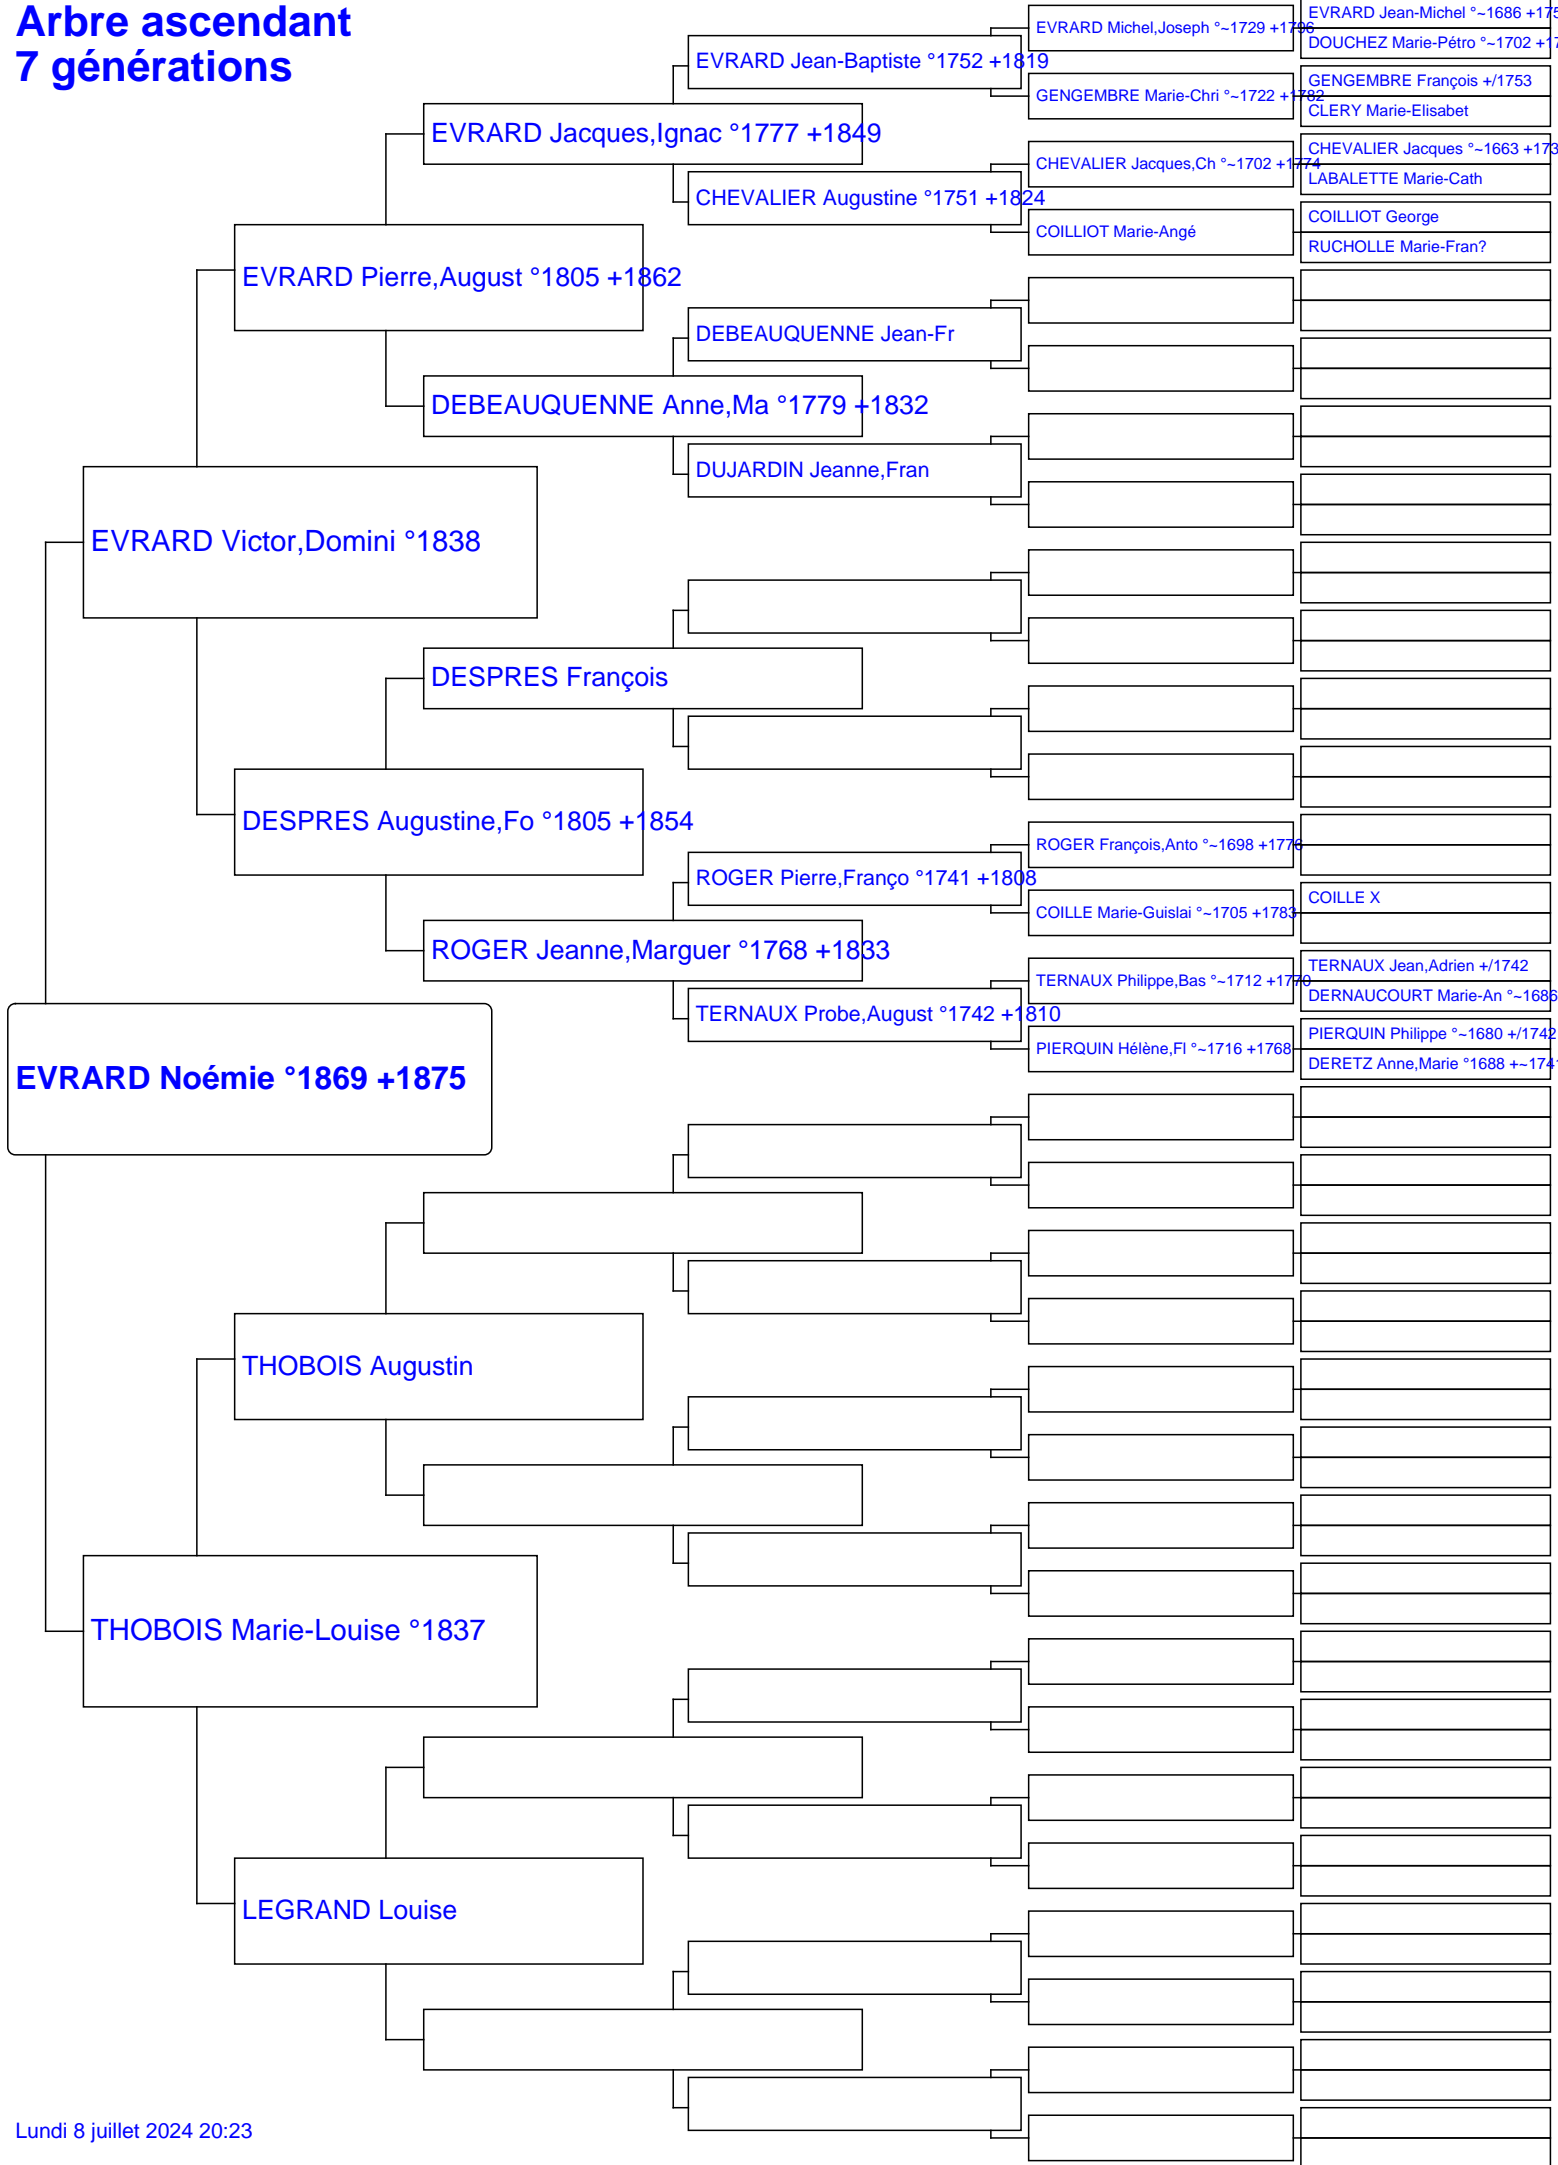 Arbre ascendant
7 générations
EVRARD Noémie °1869 +1875
EVRARD Victor,Domini °1838
THOBOIS Marie-Louise °1837
EVRARD Pierre,August °1805 +1862
DESPRES Augustine,Fo °1805 +1854
THOBOIS Augustin
LEGRAND Louise
EVRARD Jacques,Ignac °1777 +1849
DEBEAUQUENNE Anne,Ma °1779 +1832
DESPRES François
ROGER Jeanne,Marguer °1768 +1833
EVRARD Jean-Baptiste °1752 +1819
CHEVALIER Augustine °1751 +1824
DEBEAUQUENNE Jean-Fr
DUJARDIN Jeanne,Fran
ROGER Pierre,Franço °1741 +1808
TERNAUX Probe,August °1742 +1810
EVRARD Michel,Joseph °~1729 +1796
GENGEMBRE Marie-Chri °~1722 +1782
CHEVALIER Jacques,Ch °~1702 +1774
COILLIOT Marie-Angé
ROGER François,Anto °~1698 +1776
COILLE Marie-Guislai °~1705 +1783
TERNAUX Philippe,Bas °~1712 +1770
PIERQUIN Hélène,Fl °~1716 +1768
EVRARD Jean-Michel °~1686 +175
DOUCHEZ Marie-Pétro °~1702 +17
GENGEMBRE François +/1753
CLERY Marie-Elisabet
CHEVALIER Jacques °~1663 +173
LABALETTE Marie-Cath
COILLIOT George
RUCHOLLE Marie-Fran?
COILLE X
TERNAUX Jean,Adrien +/1742
DERNAUCOURT Marie-An °~1686
PIERQUIN Philippe °~1680 +/1742
DERETZ Anne,Marie °1688 +~1741
Lundi 8 juillet 2024 20:23